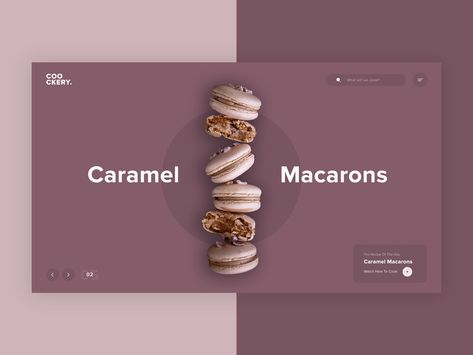 COO
CKERY.
What will we cook?
Caramel
Macarons
The Recipe Of The day
Caramel Macarons
Watch How To Cook
02